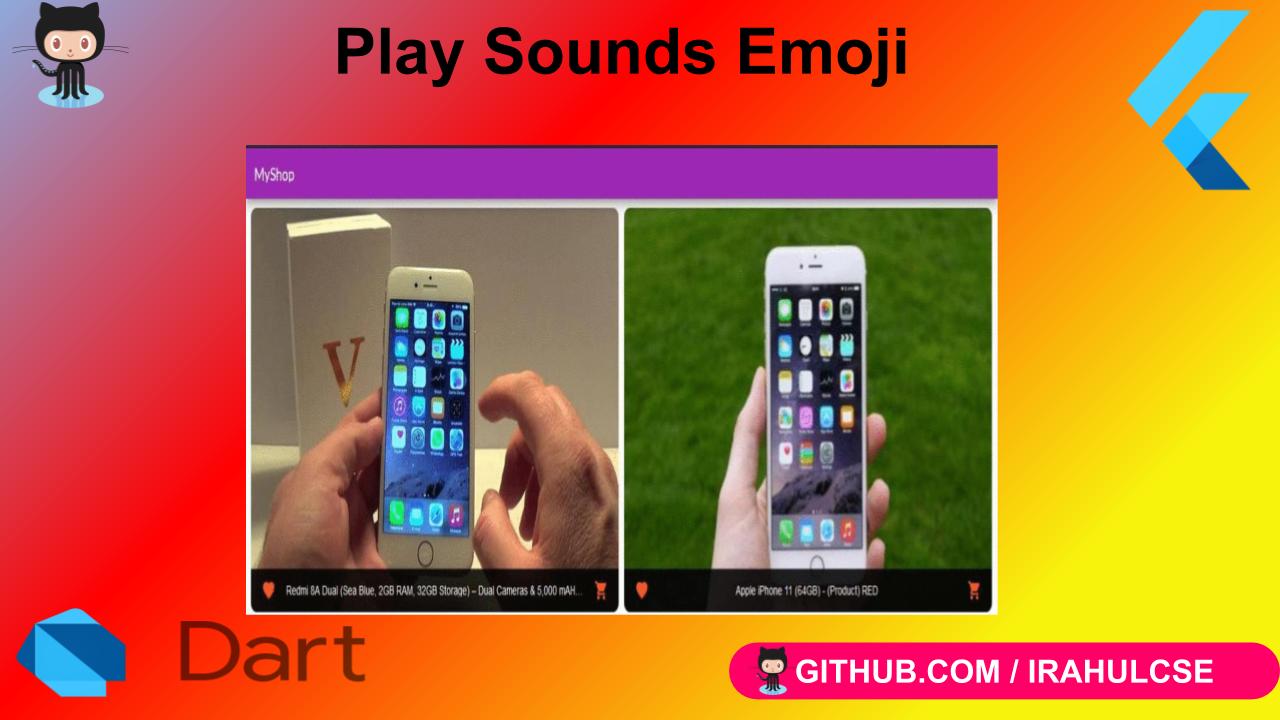 Play Sounds Emoji
MyShop
V
Redmi 8A Dual (Sea Blue, 2GB RAM, 32GB Storage) – Dual Cameras & 5,000 mAH...
Apple iPhone 11 (64GB) - (Product) RED
Dart
GITHUB.COM / IRAHULCSE